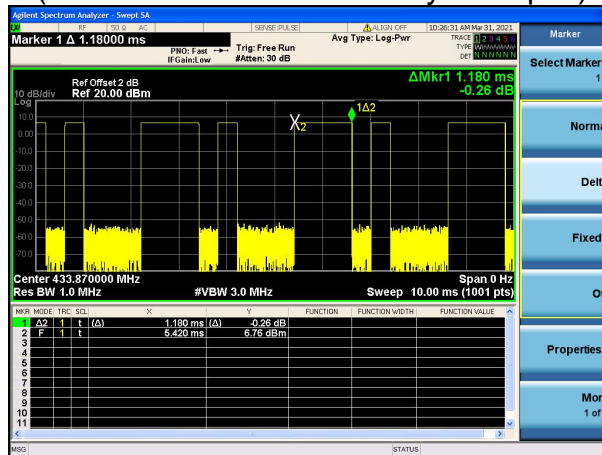 Agilent Spectrum Analyzer - Swept SA
RF 50 Ω AC SENSE:PULSE ALIGN OFF 10:26:31 AM Mar 31, 2021
Marker 1 Δ 1.18000 ms
PNO: Fast Trig: Free Run
IFGain:Low #Atten: 30 dB
Avg Type: Log-Pwr
TRACE 1 2 3 4 5 6
TYPE
DET N N N N N N
Ref Offset 2 dB
10 dB/div Ref 20.00 dBm
Log
ΔMkr1 1.180 ms
-0.26 dB
10.0
0.00
-10.0
-20.0
-30.0
-40.0
-50.0
-60.0
-70.0
1Δ2
X2
Center 433.870000 MHz Span 0 Hz
Res BW 1.0 MHz #VBW 3.0 MHz Sweep 10.00 ms (1001 pts)
MKR MODE TRC SCL X Y FUNCTION FUNCTION WIDTH FUNCTION VALUE
1 Δ2 1 t (Δ) 1.180 ms (Δ) -0.26 dB
2 F 1 t 5.420 ms 6.76 dBm
3
4
5
6
7
8
9
10
11
MSG STATUS
Marker
Select Marker
1
Norma
Delt
Fixed
O
Properties
Mor
1 of